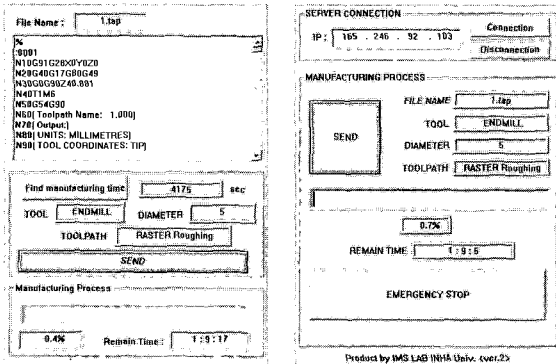 File Name : 1.tap
%
:0001
N10G91G28X0Y0Z0
N20G40G17G80G49
N30G0G90Z40.881
N40T1M6
N50G54G90
N60( Toolpath Name: 1.000)
N70( Output:)
N80( UNITS: MILLIMETRES)
N90( TOOL COORDINATES: TIP)
Find manufacturing time 4175 sec
TOOL ENDMILL DIAMETER 5
TOOLPATH RASTER Roughing
SEND
Manufacturing Process
0.4% Remain Time : 1 : 9 : 17
SERVER CONNECTION
IP : 165 . 246 . 92 . 103
Connection
Disconnection
MANUFACTURING PROCESS
SEND
FILE NAME 1.tap
TOOL ENDMILL
DIAMETER 5
TOOLPATH RASTER Roughing
0.7%
REMAIN TIME 1 : 9 : 6
EMERGENCY STOP
Product by IMS LAB INHA Univ. <ver.2>